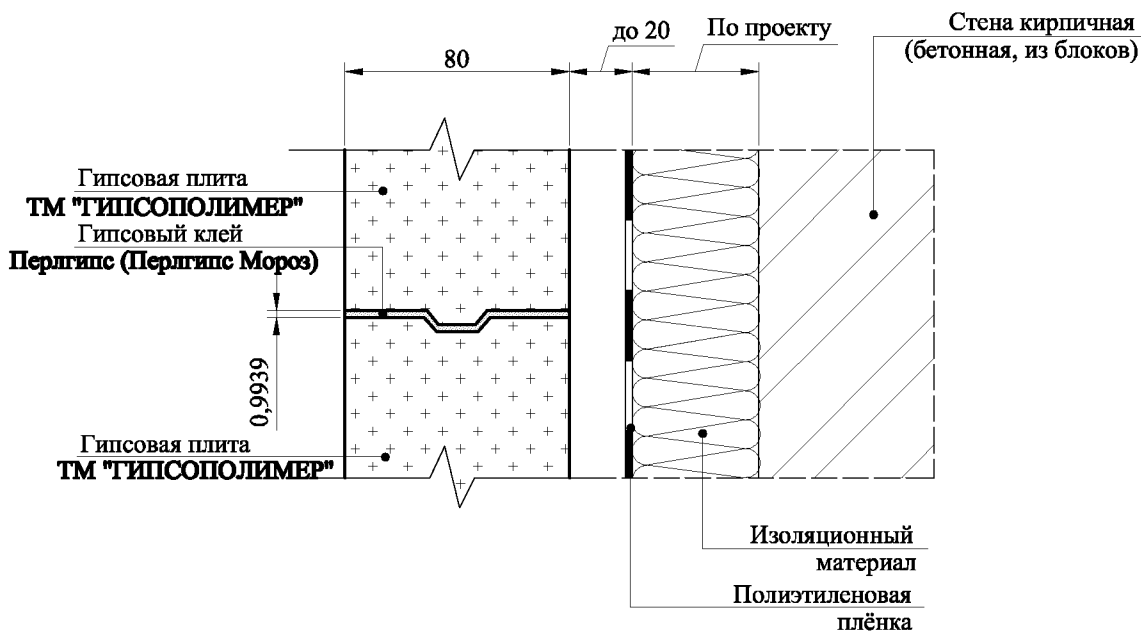 Стена кирпичная
(бетонная, из блоков)
до 20
По проекту
80
Гипсовая плита
ТМ "ГИПСОПОЛИМЕР"
Гипсовый клей
Перлгипс (Перлгипс Мороз)
0,9939
Гипсовая плита
ТМ "ГИПСОПОЛИМЕР"
Изоляционный
материал
Полиэтиленовая
плёнка